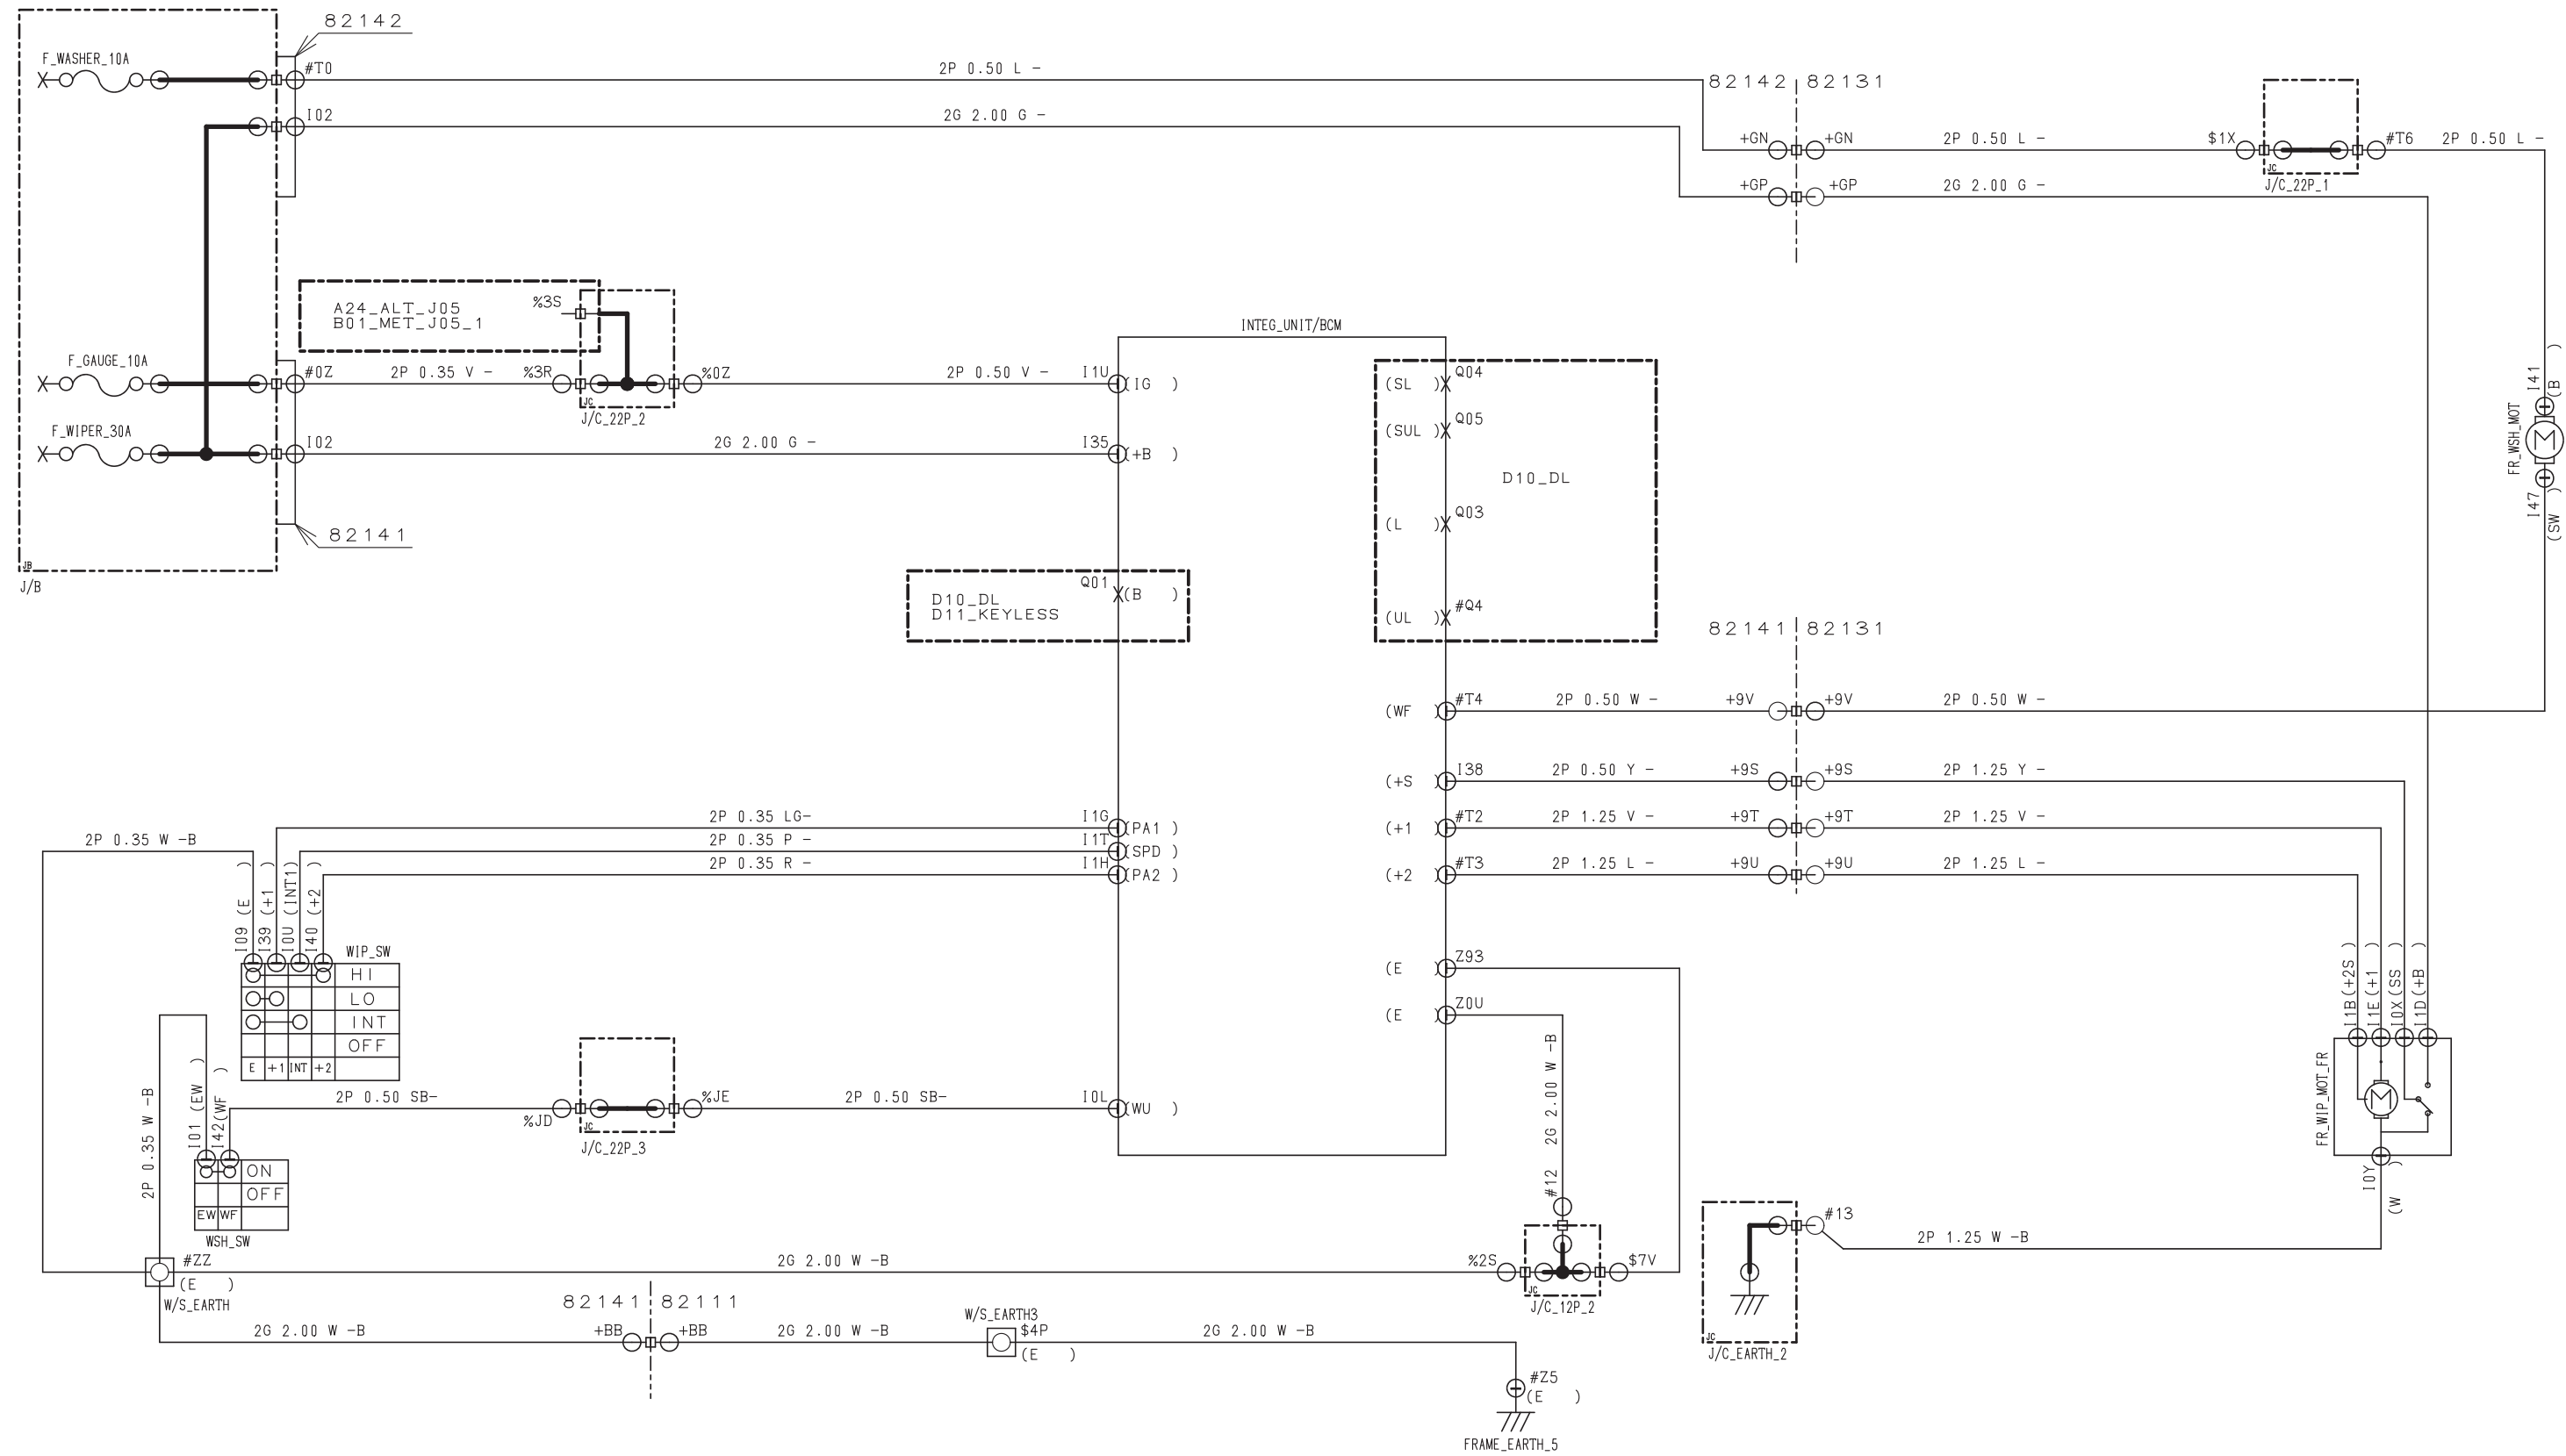 82142
F_WASHER_10A
#T0
2P 0.50 L -
I02
2G 2.00 G -
82142 82131
+GN +GN
2P 0.50 L -
$1X
#T6
2P 0.50 L -
JC
J/C_22P_1
+GP +GP
2G 2.00 G -
A24_ALT_J05
B01_MET_J05_1
%3S
F_GAUGE_10A
#0Z
2P 0.35 V -
%3R
%0Z
JC
J/C_22P_2
2P 0.50 V -
I1U
(IG )
F_WIPER_30A
I02
2G 2.00 G -
I35
(+B )
82141
JB
J/B
INTEG_UNIT/BCM
(SL )
Q04
(SUL )
Q05
D10_DL
(L )
Q03
(UL )
#Q4
D10_DL
D11_KEYLESS
Q01
(B )
I41
(B )
FR_WSH_MOT
I47
(SW )
82141 82131
(WF )
#T4
2P 0.50 W -
+9V +9V
2P 0.50 W -
(+S )
I38
2P 0.50 Y -
+9S +9S
2P 1.25 Y -
(+1 )
#T2
2P 1.25 V -
+9T +9T
2P 1.25 V -
(+2 )
#T3
2P 1.25 L -
+9U +9U
2P 1.25 L -
2P 0.35 LG-
I1G
(PA1 )
2P 0.35 P -
I1T
(SPD )
2P 0.35 R -
I1H
(PA2 )
2P 0.35 W -B
I09 (E )
I39 (+1 )
I0U (INT1)
I40 (+2 )
WIP_SW
HI
LO
INT
OFF
E +1 INT +2
(E )
Z93
(E )
Z0U
2G 2.00 W -B
#12
I1B(+2S )
I1E(+1 )
I0X(SS )
I1D(+B )
FR_WIP_MOT_FR
I0Y
(W )
2P 0.35 W -B
I01 (EW )
I42(WF )
2P 0.50 SB-
%JD
%JE
JC
J/C_22P_3
2P 0.50 SB-
I0L
(WU )
ON
OFF
EW WF
WSH_SW
#ZZ
(E )
W/S_EARTH
2G 2.00 W -B
%2S
$7V
JC
J/C_12P_2
#13
2P 1.25 W -B
JC
J/C_EARTH_2
82141 82111
2G 2.00 W -B
+BB +BB
2G 2.00 W -B
W/S_EARTH3
$4P
(E )
2G 2.00 W -B
#Z5
(E )
FRAME_EARTH_5